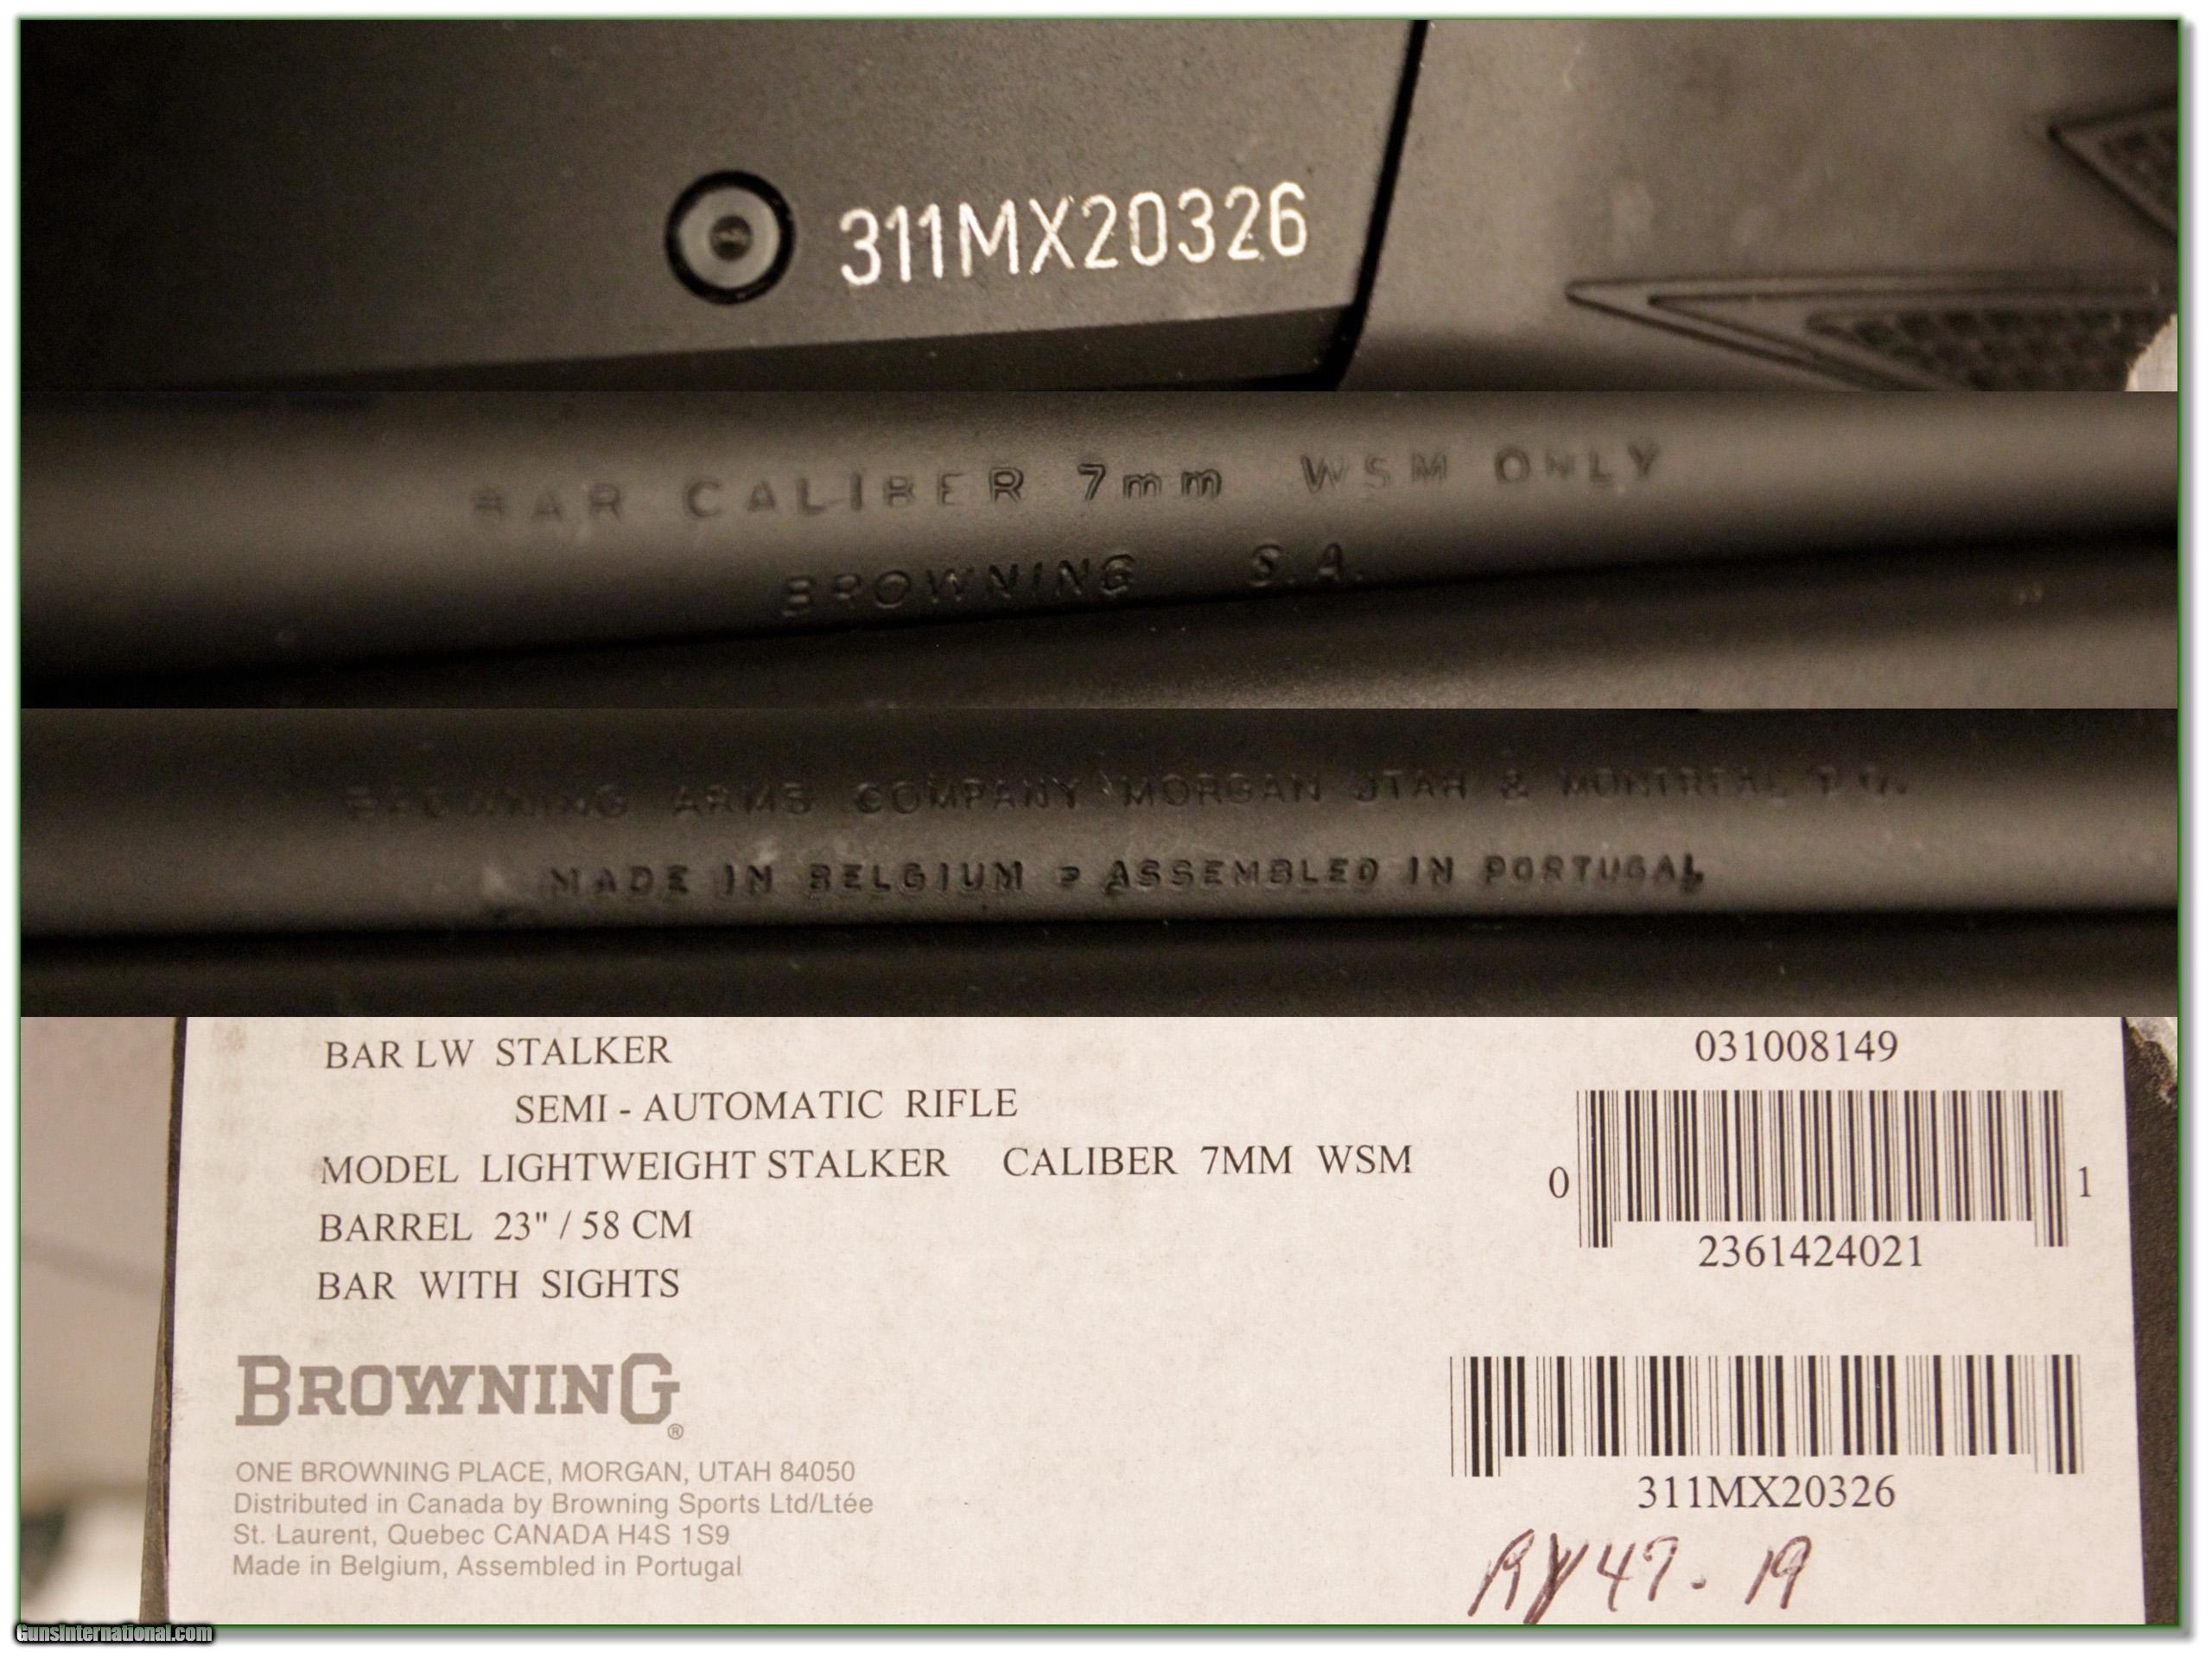 311MX20326
BAR CALIBER 7mm WSM ONLY
BROWNING S.A.
BROWNING ARMS COMPANY MORGAN UTAH & MONTREAL P.Q.
MADE IN BELGIUM - ASSEMBLED IN PORTUGAL
BAR LW STALKER
031008149
SEMI - AUTOMATIC RIFLE
MODEL LIGHTWEIGHT STALKER CALIBER 7MM WSM
0 1
BARREL 23" / 58 CM
2361424021
BAR WITH SIGHTS
BROWNING®
ONE BROWNING PLACE, MORGAN, UTAH 84050
Distributed in Canada by Browning Sports Ltd/Ltée
St. Laurent, Quebec CANADA H4S 1S9
Made in Belgium, Assembled in Portugal
311MX20326
47. 19
GunsInternational.com